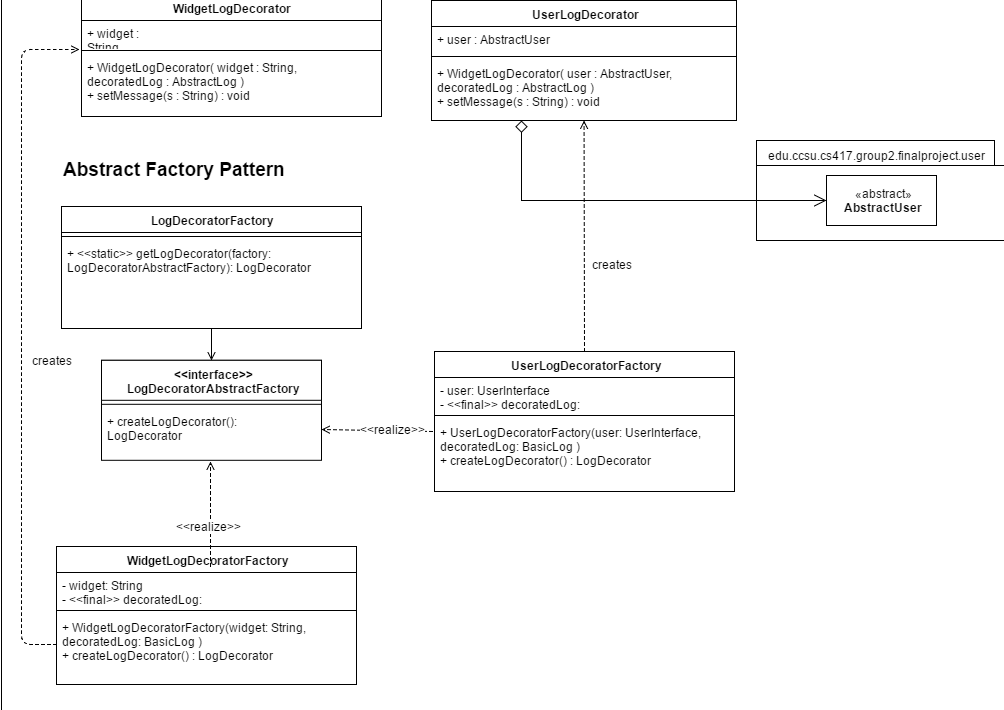 WidgetLogDecorator
+ widget :
String
+ WidgetLogDecorator( widget : String,
decoratedLog : AbstractLog )
+ setMessage(s : String) : void
UserLogDecorator
+ user : AbstractUser
+ WidgetLogDecorator( user : AbstractUser,
decoratedLog : AbstractLog )
+ setMessage(s : String) : void
edu.ccsu.cs417.group2.finalproject.user
«abstract»
AbstractUser
Abstract Factory Pattern
LogDecoratorFactory
+ <<static>> getLogDecorator(factory:
LogDecoratorAbstractFactory): LogDecorator
creates
creates
<<interface>>
LogDecoratorAbstractFactory
+ createLogDecorator():
LogDecorator
<<realize>>
UserLogDecoratorFactory
- user: UserInterface
- <<final>> decoratedLog:
+ UserLogDecoratorFactory(user: UserInterface,
decoratedLog: BasicLog )
+ createLogDecorator() : LogDecorator
<<realize>>
WidgetLogDecoratorFactory
- widget: String
- <<final>> decoratedLog:
+ WidgetLogDecoratorFactory(widget: String,
decoratedLog: BasicLog )
+ createLogDecorator() : LogDecorator